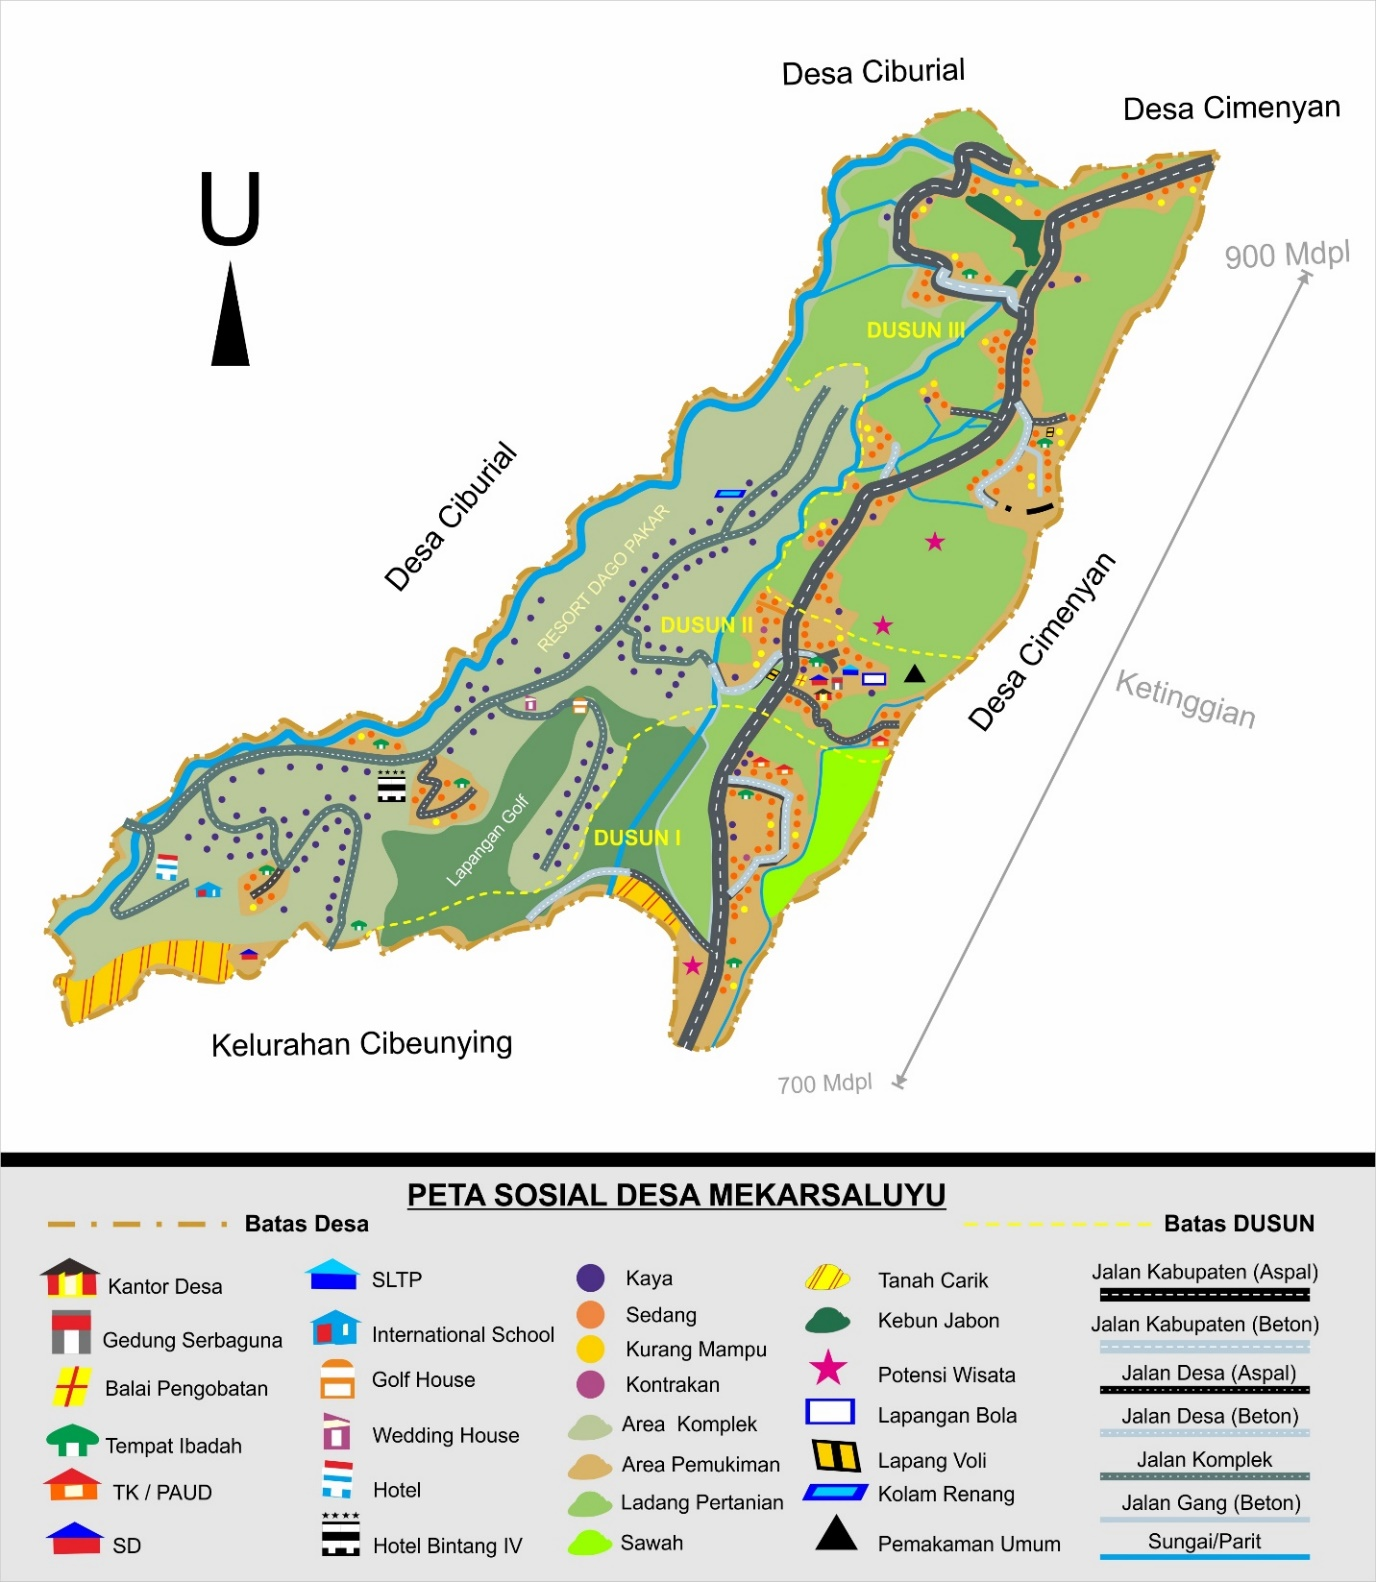 Desa Ciburial
Desa Cimenyan
U
900 Mdpl
DUSUN III
Desa Ciburial
RESORT DAGO PAKAR
DUSUN II
Desa Cimenyan
Ketinggian
Lapangan Golf
DUSUN I
Kelurahan Cibeunying
700 Mdpl
PETA SOSIAL DESA MEKARSALUYU
Batas Desa
Batas DUSUN
Kantor Desa
Gedung Serbaguna
Balai Pengobatan
Tempat Ibadah
TK / PAUD
SD
SLTP
International School
Golf House
Wedding House
Hotel
Hotel Bintang IV
Kaya
Sedang
Kurang Mampu
Kontrakan
Area Komplek
Area Pemukiman
Ladang Pertanian
Sawah
Tanah Carik
Kebun Jabon
Potensi Wisata
Lapangan Bola
Lapang Voli
Kolam Renang
Pemakaman Umum
Jalan Kabupaten (Aspal)
Jalan Kabupaten (Beton)
Jalan Desa (Aspal)
Jalan Desa (Beton)
Jalan Komplek
Jalan Gang (Beton)
Sungai/Parit